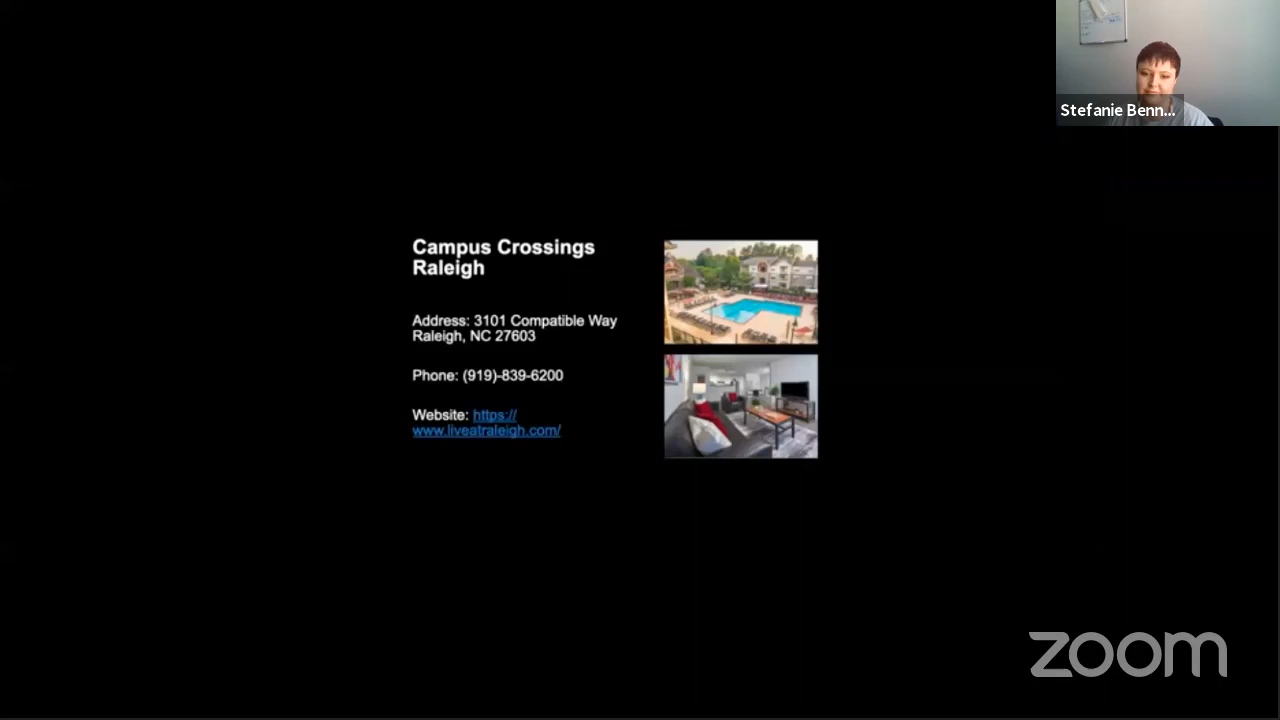 Stefanie Benn...
Campus Crossings
Raleigh
Address: 3101 Compatible Way
Raleigh, NC 27603
Phone: (919)-839-6200
Website: https://
www.liveatraleigh.com/
zoom